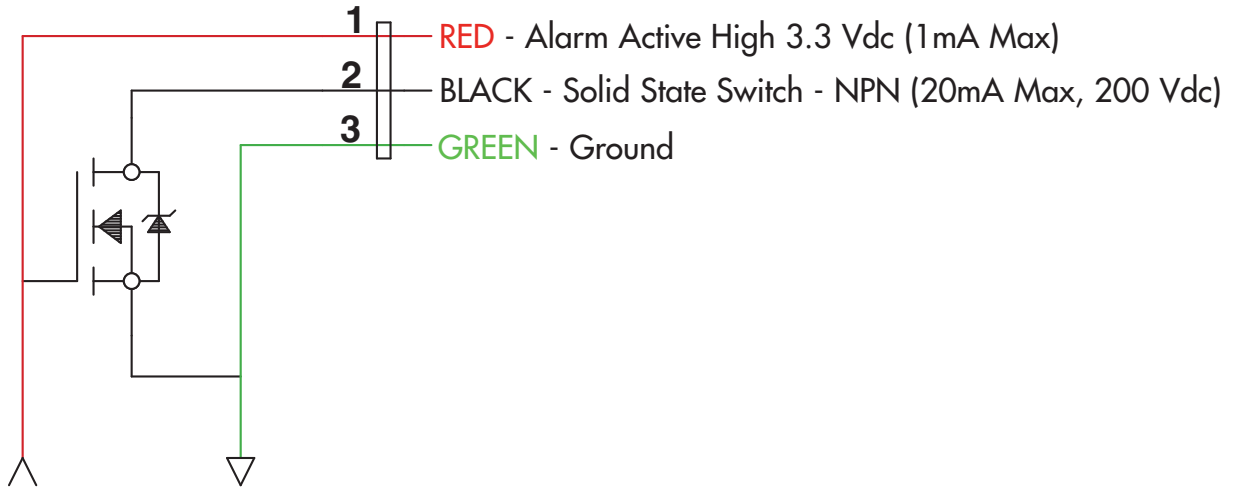 1 RED - Alarm Active High 3.3 Vdc (1mA Max)
2 BLACK - Solid State Switch - NPN (20mA Max, 200 Vdc)
3 GREEN - Ground